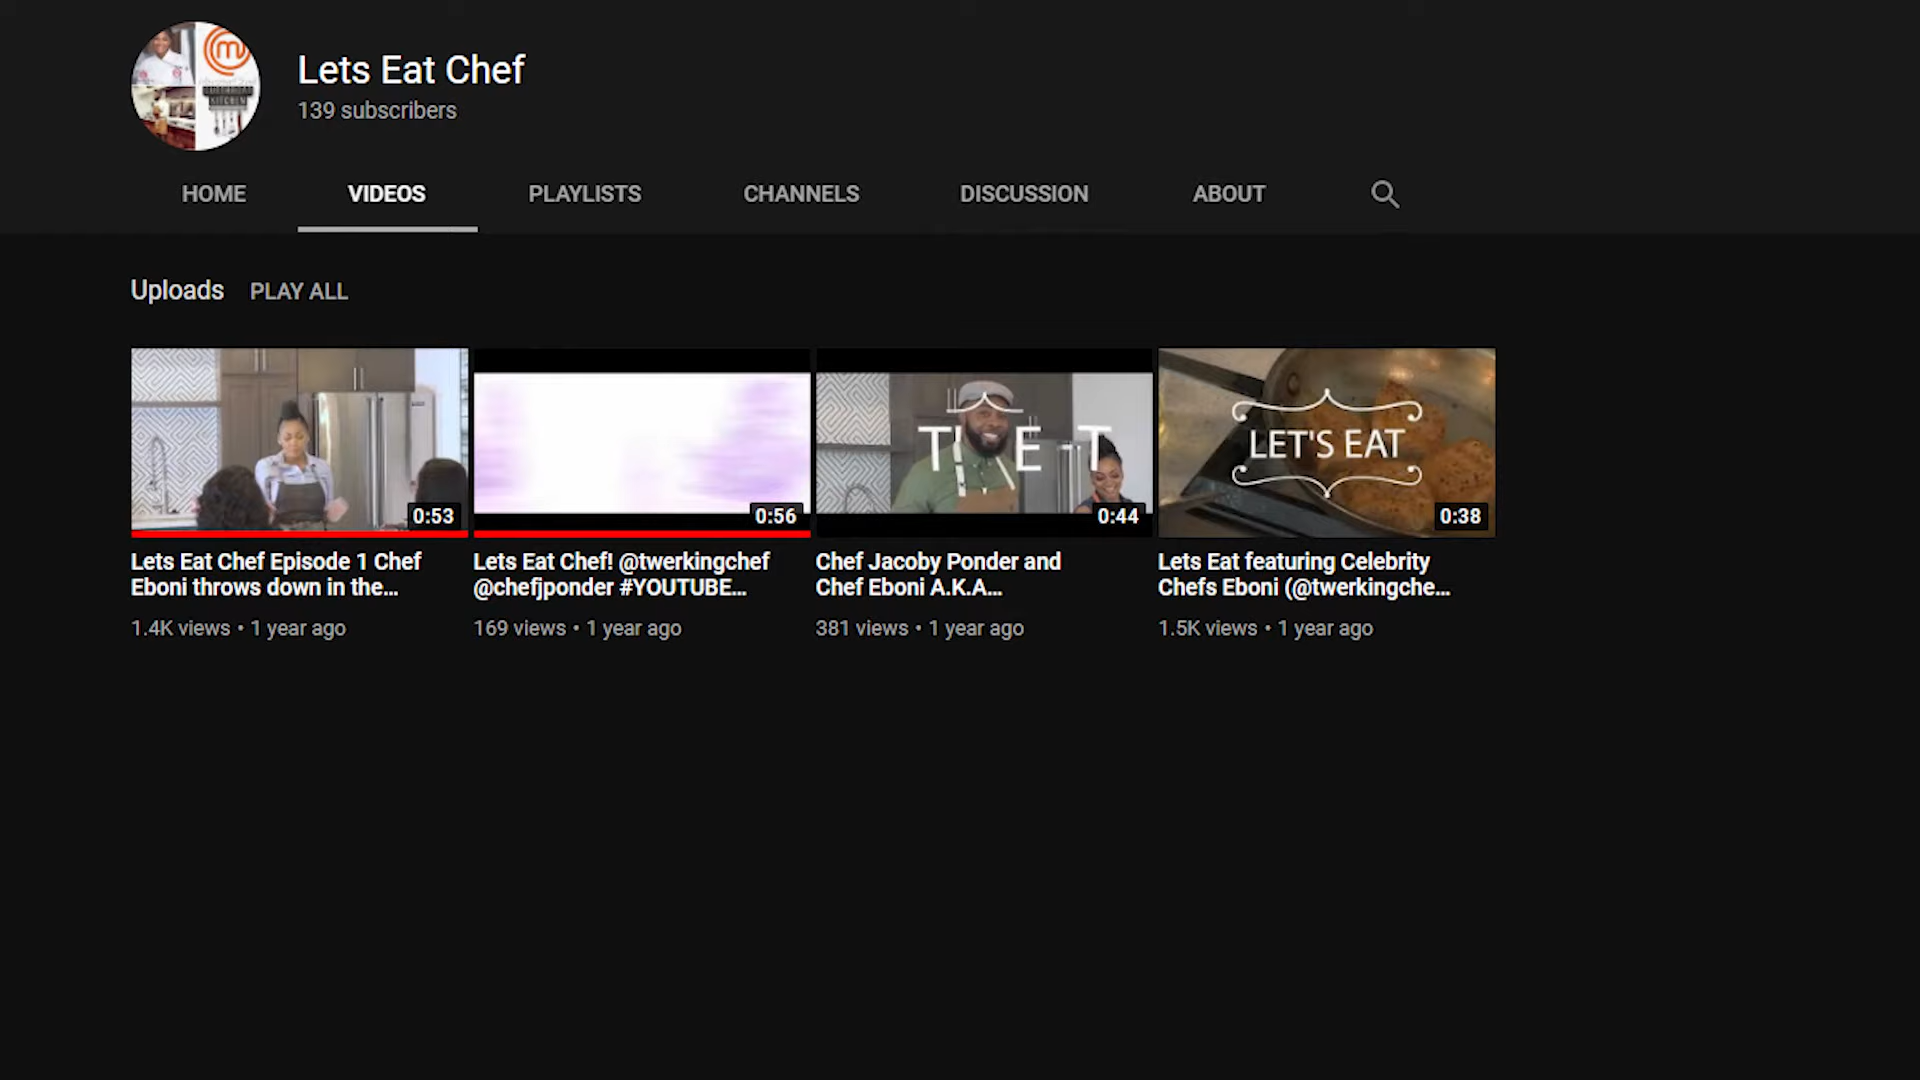 Lets Eat Chef
139 subscribers
HOME
VIDEOS
PLAYLISTS
CHANNELS
DISCUSSION
ABOUT
Uploads
PLAY ALL
LET'S EAT
0:53
0:56
0:44
0:38
Lets Eat Chef Episode 1 Chef
Eboni throws down in the...
1.4K views • 1 year ago
Lets Eat Chef! @twerkingchef
@chefjponder #YOUTUBE...
169 views • 1 year ago
Chef Jacoby Ponder and
Chef Eboni A.K.A...
381 views • 1 year ago
Lets Eat featuring Celebrity
Chefs Eboni (@twerkingche...
1.5K views • 1 year ago